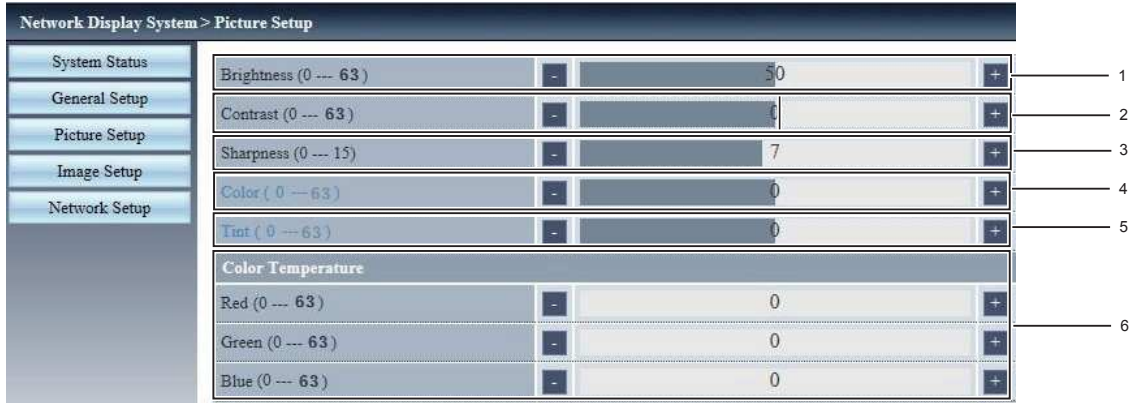 Network Display System > Picture Setup
System Status
General Setup
Picture Setup
Image Setup
Network Setup
Brightness (0 --- 63) - 50 + 1
Contrast (0 --- 63) - 0 + 2
Sharpness (0 --- 15) - 7 + 3
Color ( 0 --- 63) - 0 + 4
Tint ( 0 --- 63) - 0 + 5
Color Temperature
Red (0 --- 63) - 0 +
Green (0 --- 63) - 0 + 6
Blue (0 --- 63) - 0 +